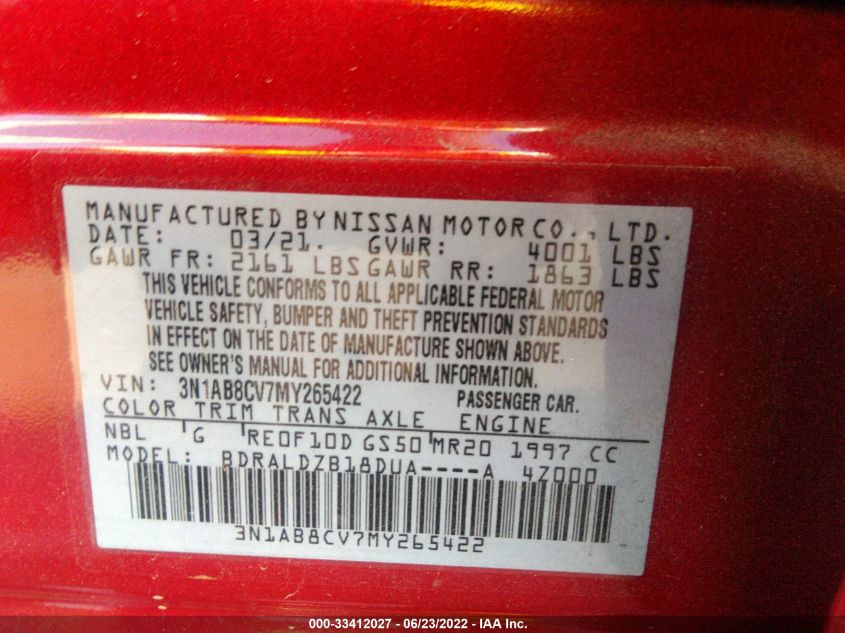 MANUFACTURED BY NISSAN MOTOR CO., LTD.
DATE: 03/21. GVWR: 4001 LBS
GAWR FR: 2161 LBS GAWR RR: 1863 LBS
THIS VEHICLE CONFORMS TO ALL APPLICABLE FEDERAL MOTOR
VEHICLE SAFETY, BUMPER AND THEFT PREVENTION STANDARDS
IN EFFECT ON THE DATE OF MANUFACTURE SHOWN ABOVE.
SEE OWNER'S MANUAL FOR ADDITIONAL INFORMATION.
VIN: 3N1AB8CV7MY265422 PASSENGER CAR.
COLOR TRIM TRANS AXLE ENGINE
NBL G RE0F10D GS50 MR20 1997 CC
MODEL: BDRALDZB18DUA----A 4Z000
3N1AB8CV7MY265422
000-33412027 - 06/23/2022 - IAA Inc.